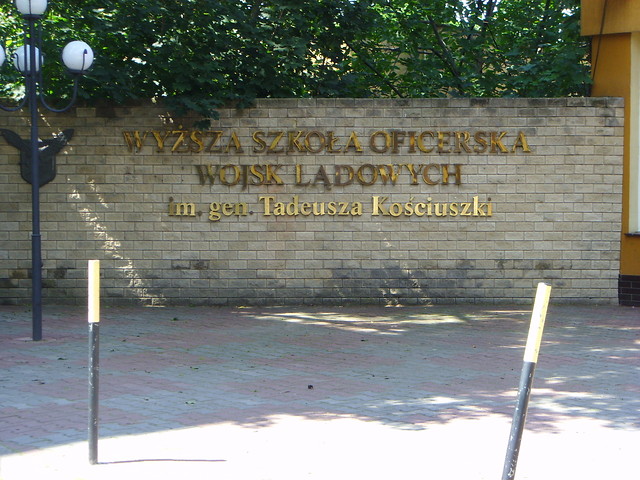 WYŻSZA SZKOŁA OFICERSKA
WOJSK LĄDOWYCH
im. gen. Tadeusza Kościuszki